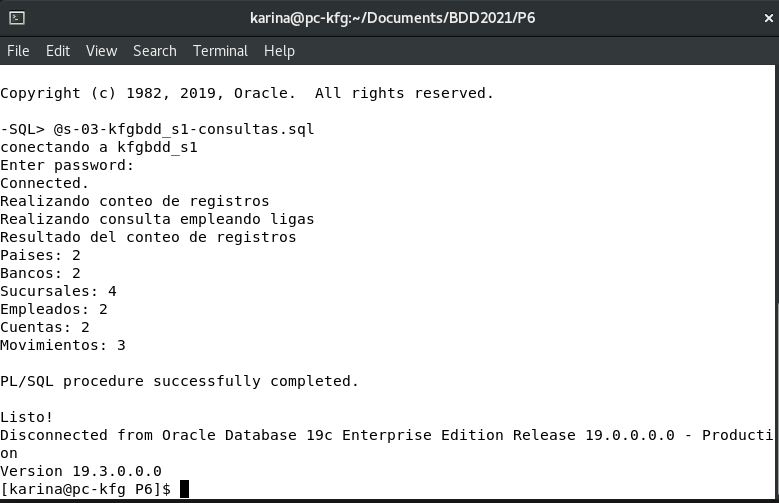 karina@pc-kfg:~/Documents/BDD2021/P6
File Edit View Search Terminal Help
Copyright (c) 1982, 2019, Oracle.  All rights reserved.
-SQL> @s-03-kfgbdd_s1-consultas.sql
conectando a kfgbdd_s1
Enter password:
Connected.
Realizando conteo de registros
Realizando consulta empleando ligas
Resultado del conteo de registros
Paises: 2
Bancos: 2
Sucursales: 4
Empleados: 2
Cuentas: 2
Movimientos: 3
PL/SQL procedure successfully completed.
Listo!
Disconnected from Oracle Database 19c Enterprise Edition Release 19.0.0.0.0 - Producti
on
Version 19.3.0.0.0
[karina@pc-kfg P6]$